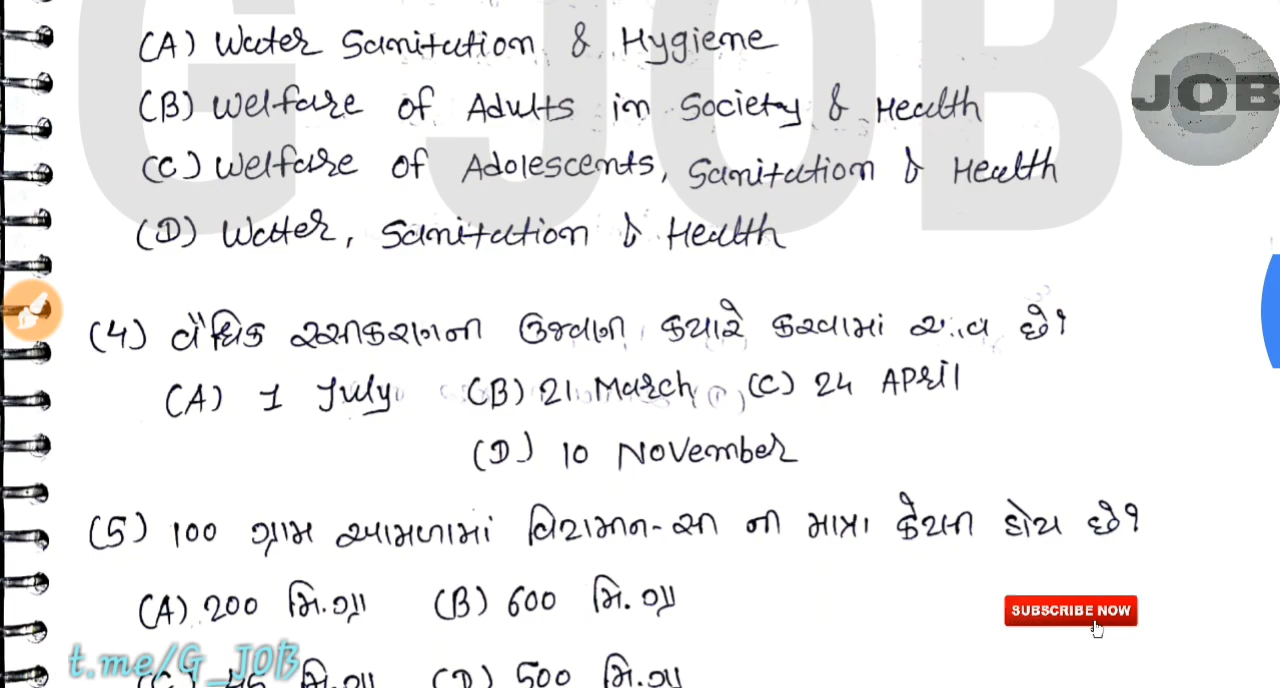 (A) Water Sanitation & Hygiene
(B) Welfare of Adults in Society & Health
(C) Welfare of Adolescents, Sanitation & Health
(D) Water, Sanitation & Health
(4) વૈશ્વિક રસીકરણની ઉજવણી કયારે કરવામાં આવે છે?
(A) 1 July (B) 21 March (C) 24 April
(D) 10 November
(5) 100 ગ્રામ આમળામાં વિટામીન-સી ની માત્રા કેટલી હોય છે?
(A) 200 મિ.ગ્રા (B) 600 મિ.ગ્રા
(C) મિ.ગ્રા (D) 500 મિ.ગ્રા
G JOB
JOB
SUBSCRIBE NOW
t.me/G_JOB